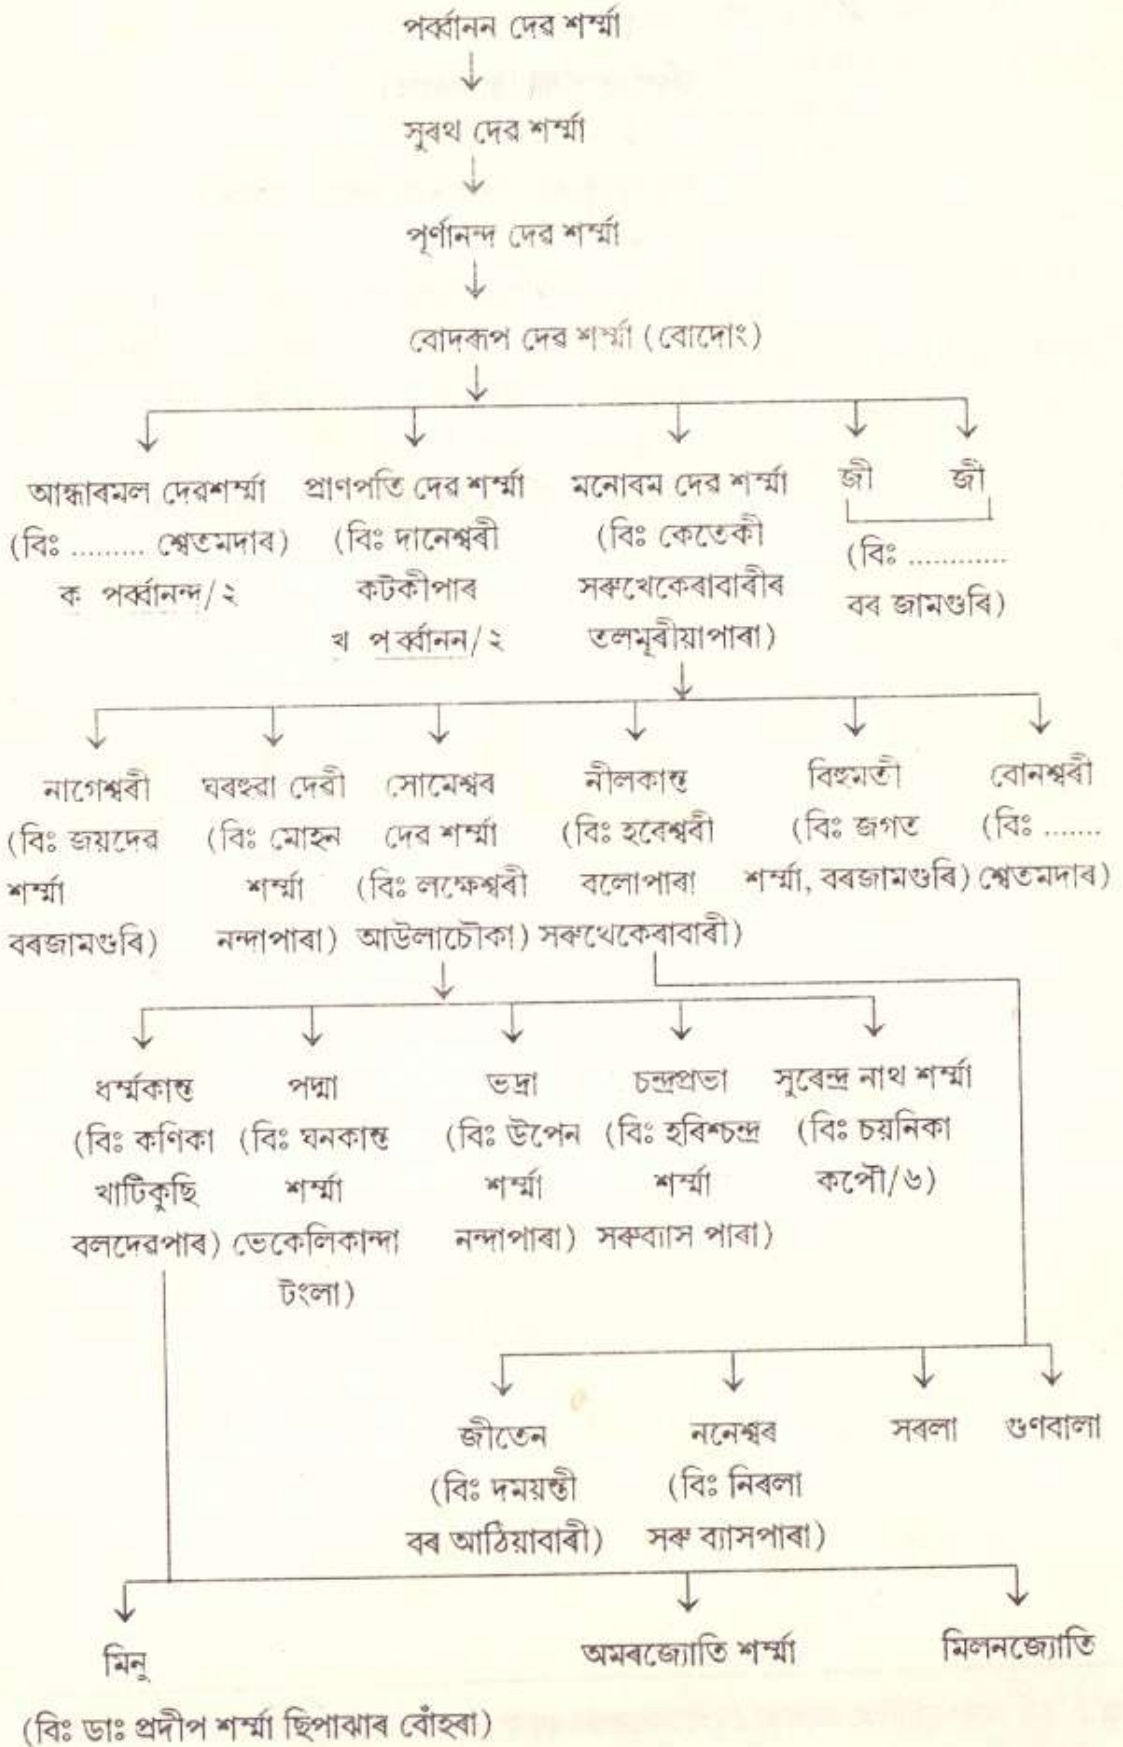 পৰ্ব্বানন দেৱ শৰ্ম্মা
সুৰথ দেৱ শৰ্ম্মা
পূৰ্ণানন্দ দেৱ শৰ্ম্মা
বোদৰূপ দেৱ শৰ্ম্মা (বোদোং)
আন্ধাৰমল দেৱশৰ্ম্মা প্ৰাণপতি দেৱ শৰ্ম্মা মনোৰম দেৱ শৰ্ম্মা জী জী
(বিঃ ......... শ্বেতমদাৰ) (বিঃ দানেশ্বৰী (বিঃ কেতেকী (বিঃ ............
ক পৰ্ব্বানন্দ/২ কটকীপাৰ সৰুখেকেৰাবাৰীৰ বৰ জামগুৰি)
খ পৰ্ব্বানন/২ তলমূৰীয়াপাৰা)
নাগেশ্বৰী ঘৰহুৱা দেৱী সোমেশ্বৰ নীলকান্ত বিহুমতী বোনশ্বৰী
(বিঃ জয়দেৱ (বিঃ মোহন দেৱ শৰ্ম্মা (বিঃ হৰেশ্বৰী (বিঃ জগত (বিঃ .......
শৰ্ম্মা শৰ্ম্মা (বিঃ লক্ষেশ্বৰী বলোপাৰা শৰ্ম্মা, বৰজামগুৰি) শ্বেতমদাৰ)
বৰজামগুৰি) নন্দাপাৰা) আউলাচৌকা) সৰুখেকেৰাবাৰী)
ধৰ্ম্মকান্ত পদ্মা ভদ্ৰা চন্দ্ৰপ্ৰভা সুৰেন্দ্ৰ নাথ শৰ্ম্মা
(বিঃ কণিকা (বিঃ ঘনকান্ত (বিঃ উপেন (বিঃ হৰিশ্চন্দ্ৰ (বিঃ চয়নিকা
খাটিকুছি শৰ্ম্মা শৰ্ম্মা শৰ্ম্মা কপৌ/৬)
বলদেৱপাৰ) ভেকেলিকান্দা নন্দাপাৰা) সৰুব্যাস পাৰা)
টংলা)
জীতেন ননেশ্বৰ সৰলা গুণবালা
(বিঃ দময়ন্তী (বিঃ নিৰলা
বৰ আঠিয়াবাৰী) সৰু ব্যাসপাৰা)
মিনু অমৰজ্যোতি শৰ্ম্মা মিলনজ্যোতি
(বিঃ ডাঃ প্ৰদীপ শৰ্ম্মা ছিপাঝাৰ বোঁহৰা)